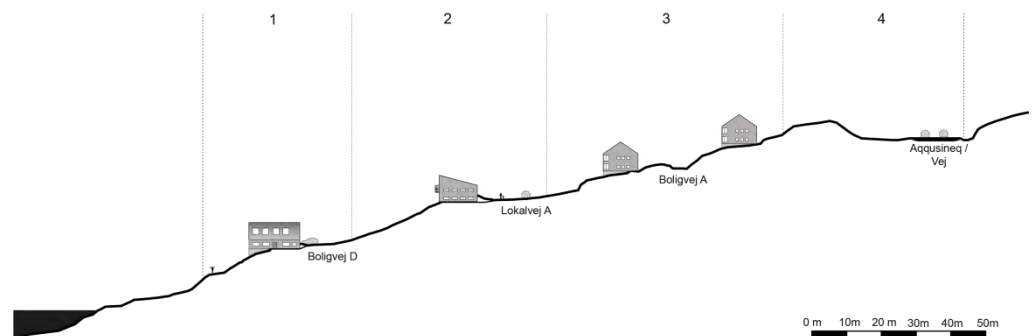 1
2
3
4
Aqqusineq /
Vej
Boligvej A
Lokalvej A
Boligvej D
0 m 10m 20 m 30m 40m 50m